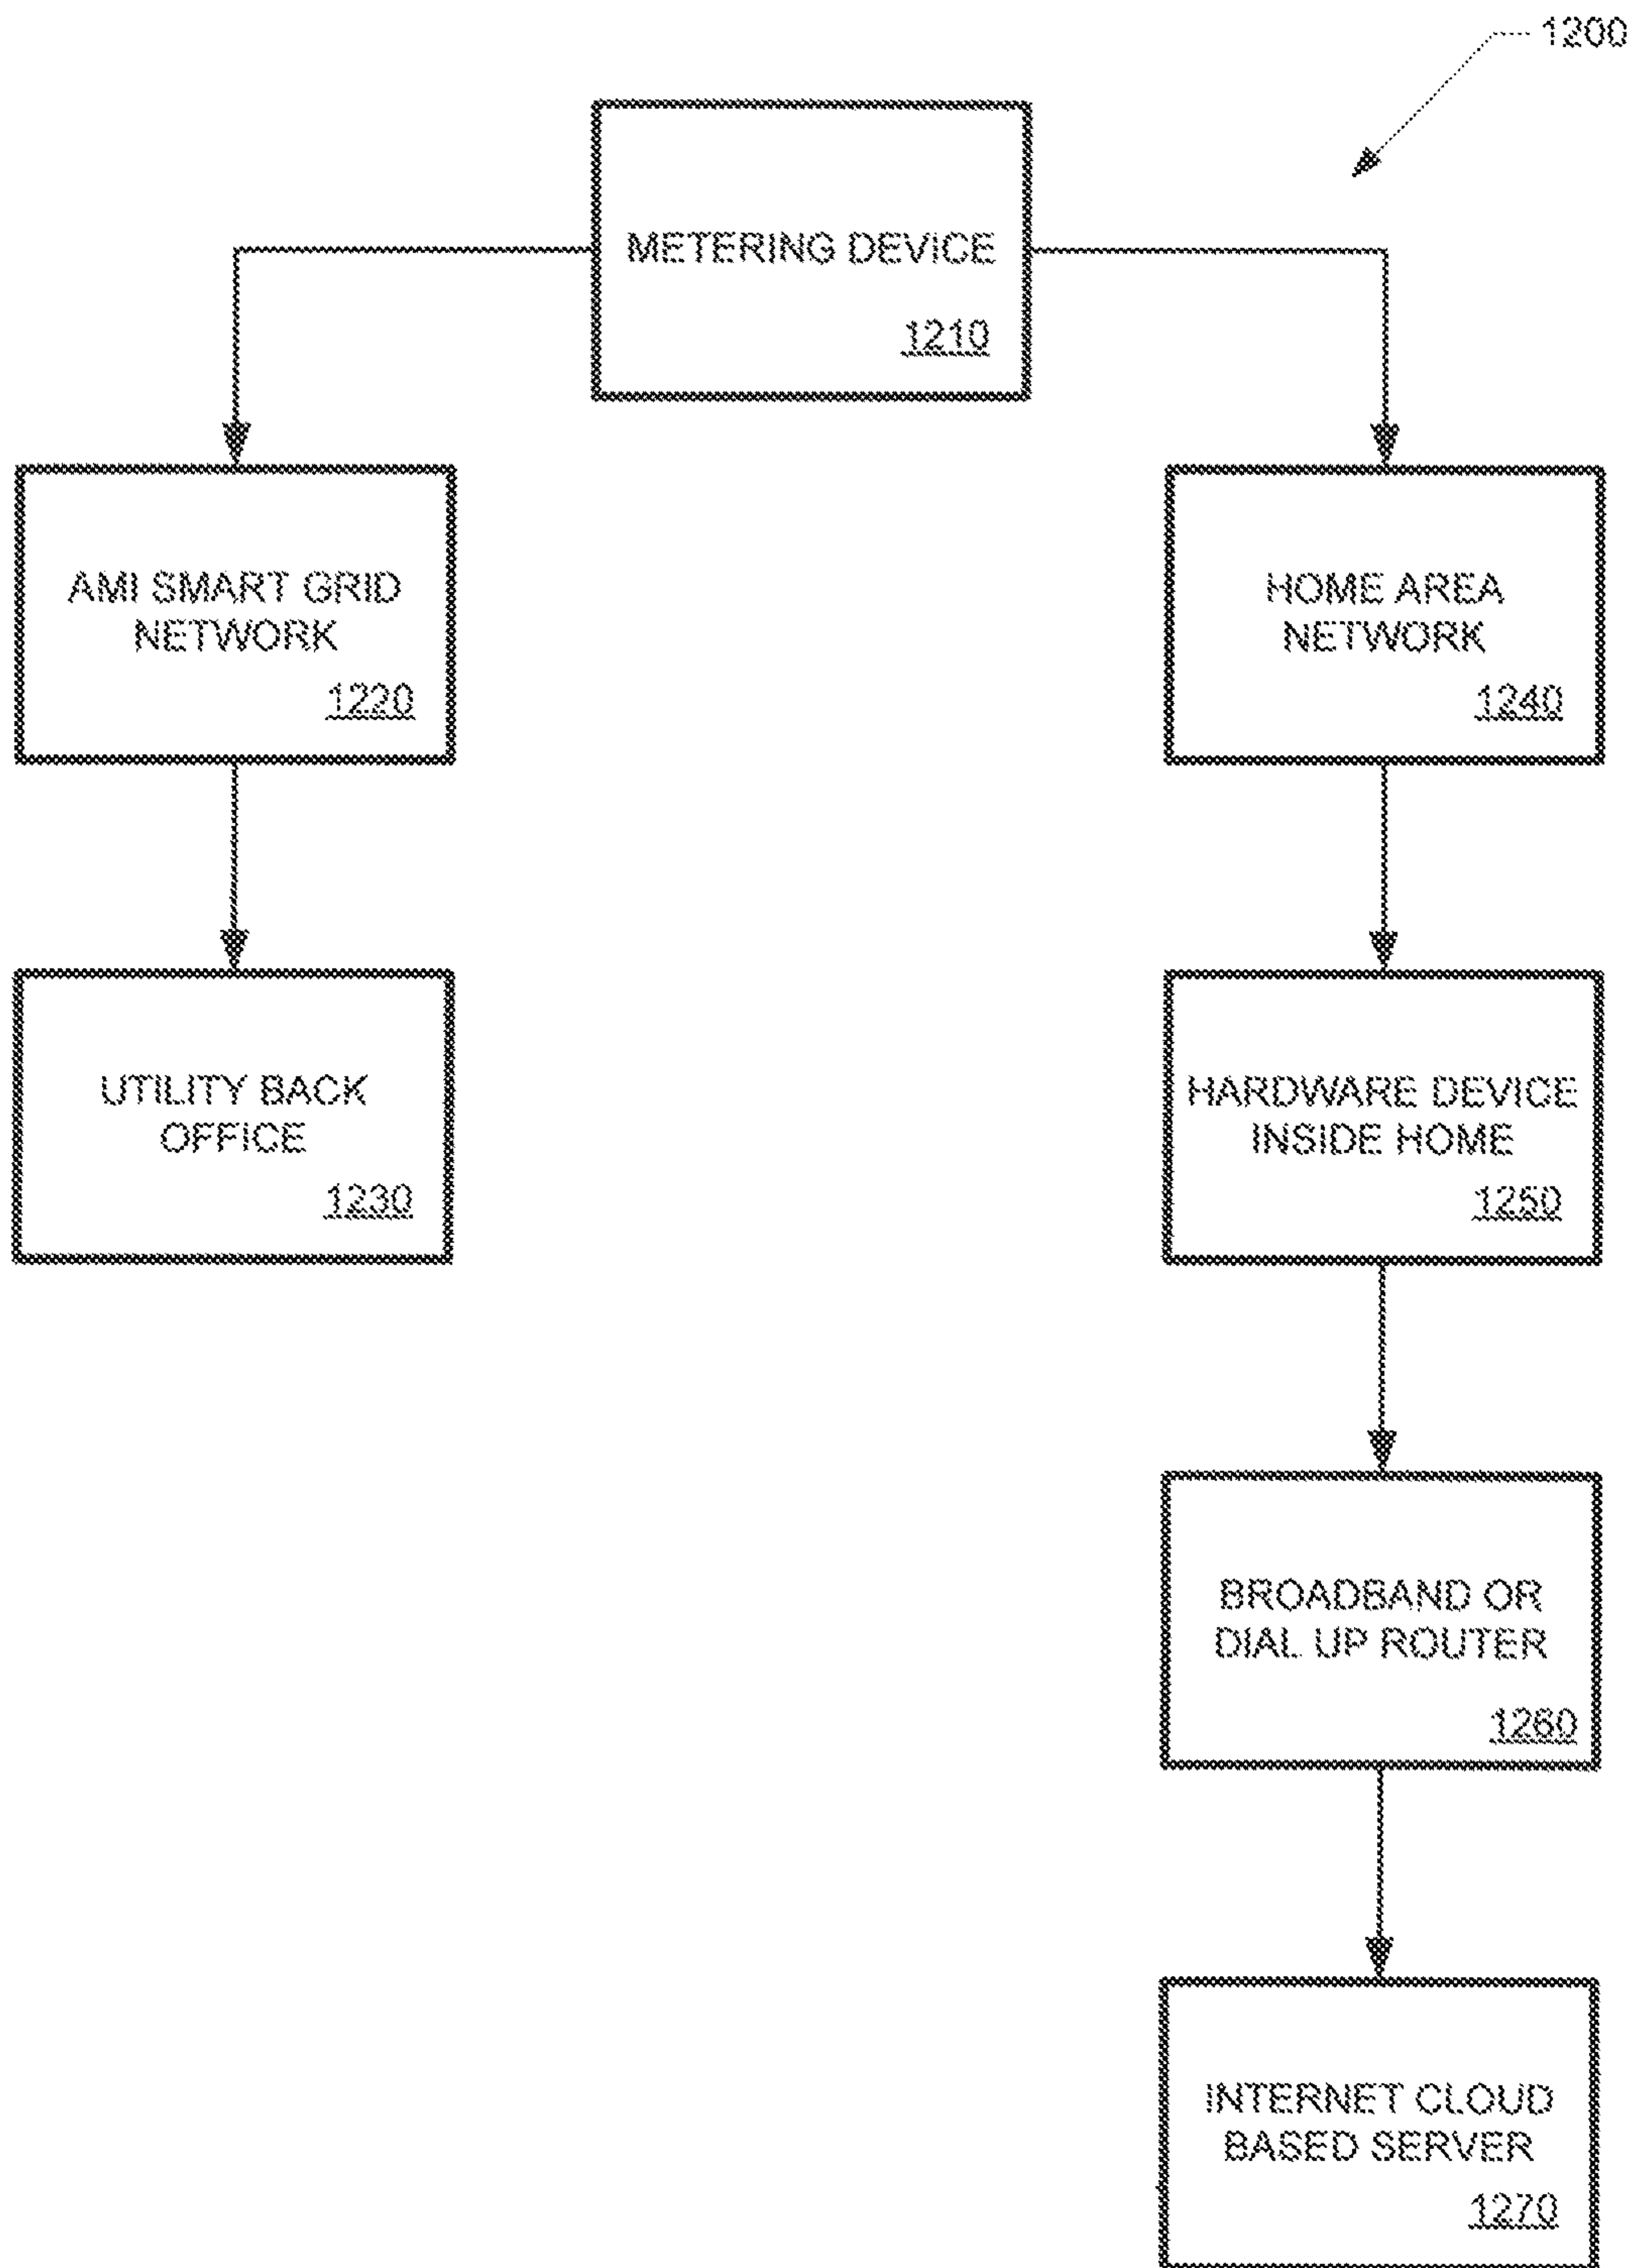 1200
METERING DEVICE
1210
AMI SMART GRID
NETWORK
1220
HOME AREA
NETWORK
1240
UTILITY BACK
OFFICE
1230
HARDWARE DEVICE
INSIDE HOME
1250
BROADBAND OR
DIAL UP ROUTER
1260
INTERNET CLOUD
BASED SERVER
1270